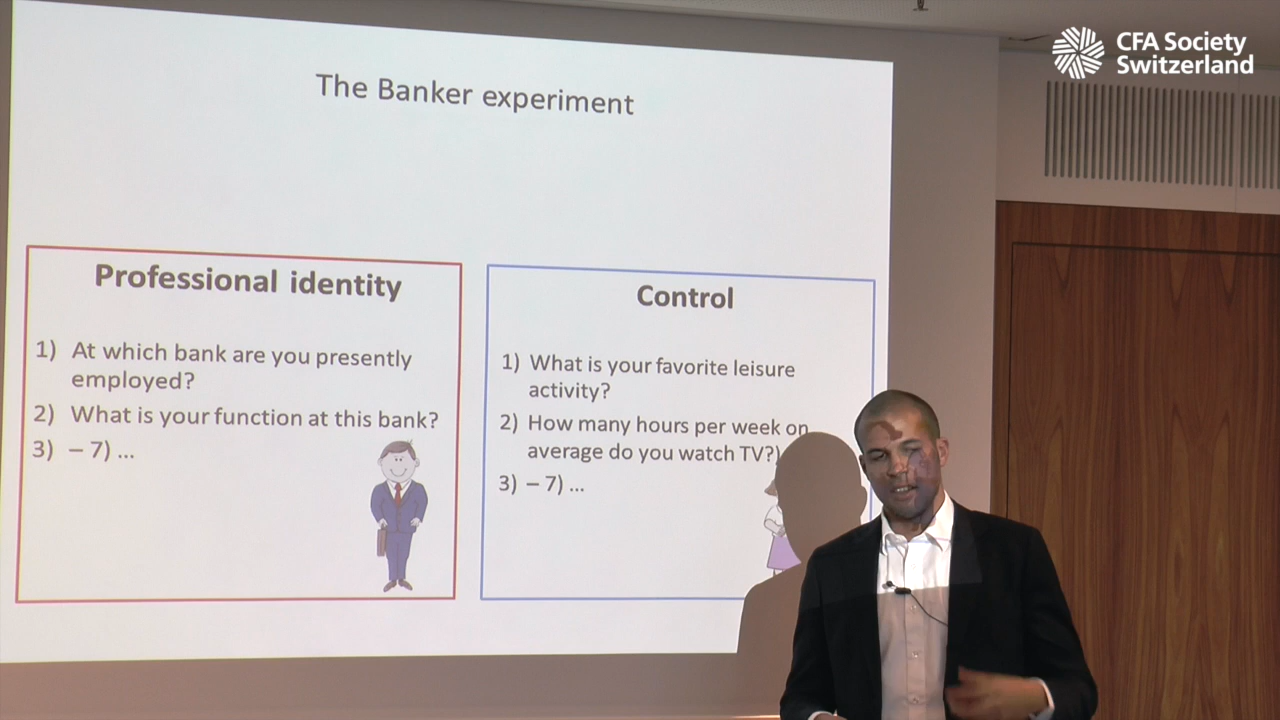 CFA Society
Switzerland
The Banker experiment
Professional identity
1) At which bank are you presently
employed?
2) What is your function at this bank?
3) – 7) ...
Control
1) What is your favorite leisure
activity?
2) How many hours per week on
average do you watch TV?)
3) – 7) ...